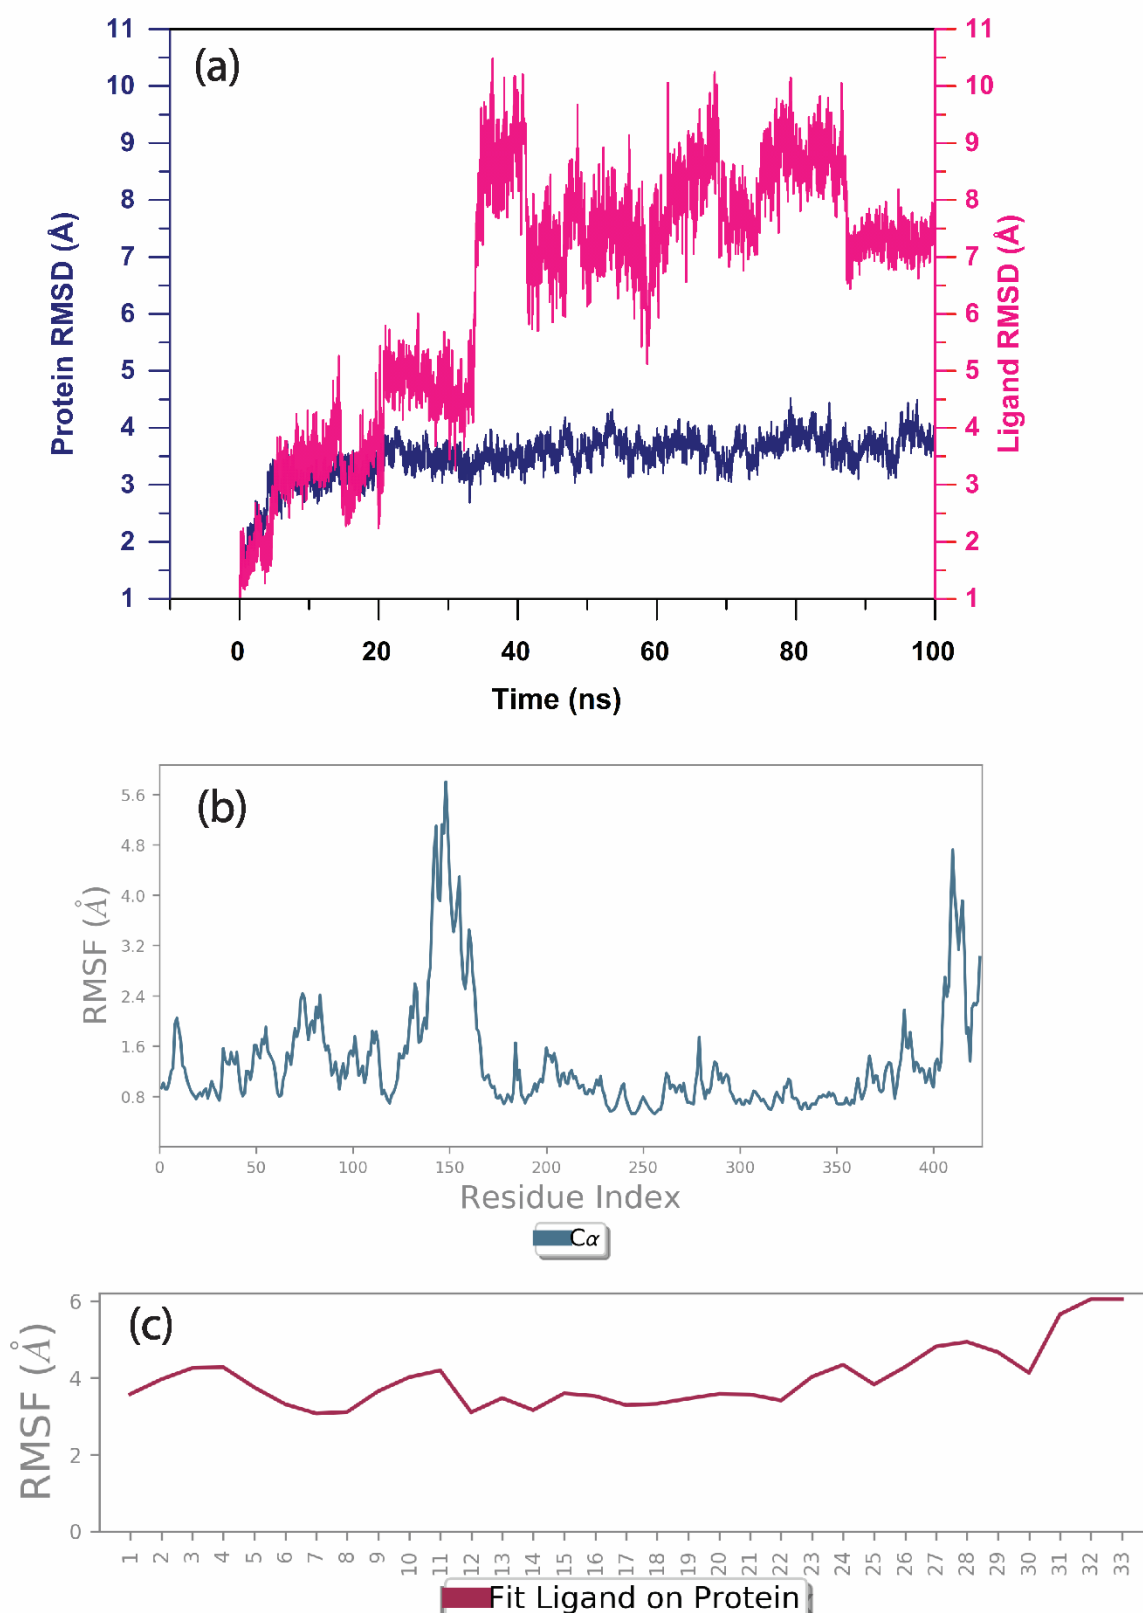 (a)
11 10 9 8 7 6 5 4 3 2 1
Protein RMSD (Å)
11 10 9 8 7 6 5 4 3 2 1
Ligand RMSD (Å)
0 20 40 60 80 100
Time (ns)
(b)
5.6 4.8 4.0 3.2 2.4 1.6 0.8
RMSF (Å)
0 50 100 150 200 250 300 350 400
Residue Index
Cα
(c)
6 4 2 0
RMSF (Å)
1 2 3 4 5 6 7 8 9 10 11 12 13 14 15 16 17 18 19 20 21 22 23 24 25 26 27 28 29 30 31 32 33
Fit Ligand on Protein